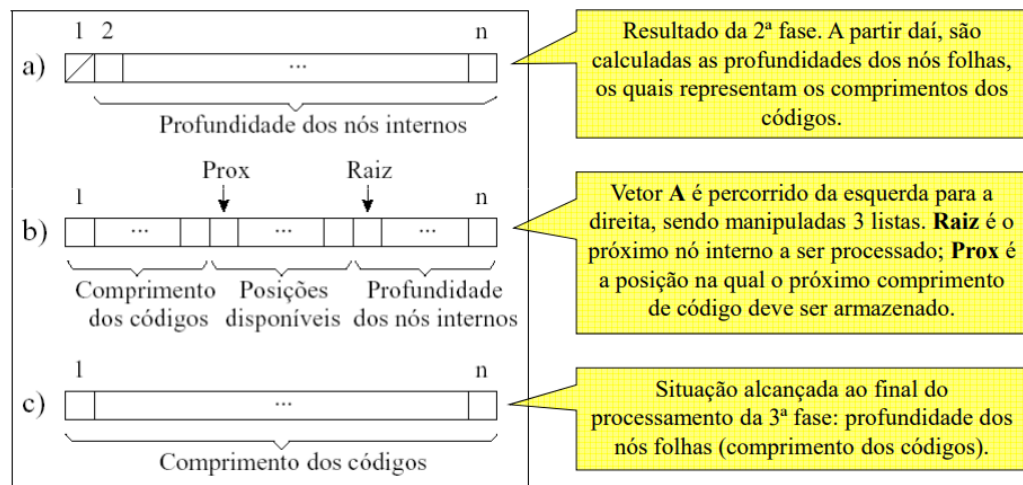 1 2 n
a) ...
Profundidade dos nós internos
Resultado da 2ª fase. A partir daí, são
calculadas as profundidades dos nós folhas,
os quais representam os comprimentos dos
códigos.
Prox Raiz
1 n
b) ... ... ...
Comprimento Posições Profundidade
dos códigos disponíveis dos nós internos
Vetor A é percorrido da esquerda para a
direita, sendo manipuladas 3 listas. Raiz é o
próximo nó interno a ser processado; Prox é
a posição na qual o próximo comprimento
de código deve ser armazenado.
1 n
c) ...
Comprimento dos códigos
Situação alcançada ao final do
processamento da 3ª fase: profundidade dos
nós folhas (comprimento dos códigos).